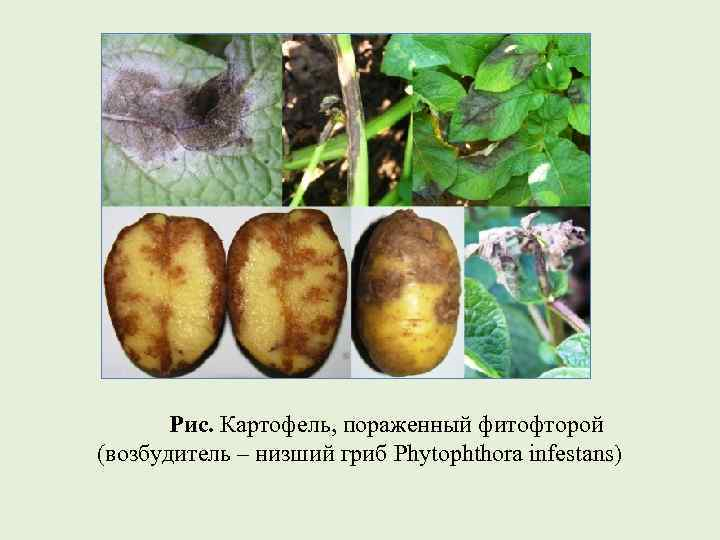 Рис. Картофель, пораженный фитофторой
(возбудитель – низший гриб Phytophthora infestans)